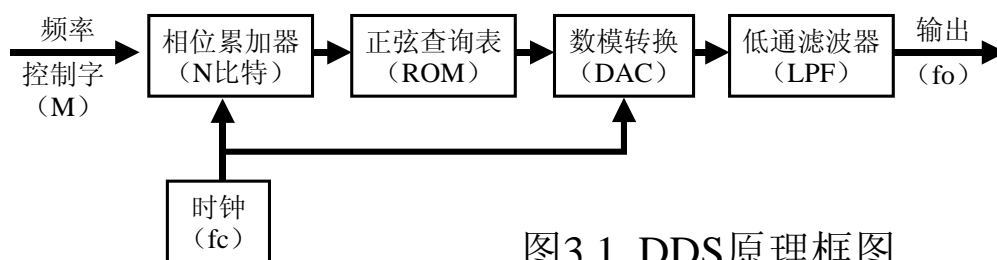 频率
控制字
（M）
相位累加器
（N比特）
正弦查询表
（ROM）
数模转换
（DAC）
低通滤波器
（LPF）
输出
（fo）
时钟
（fc）
图3.1 DDS原理框图